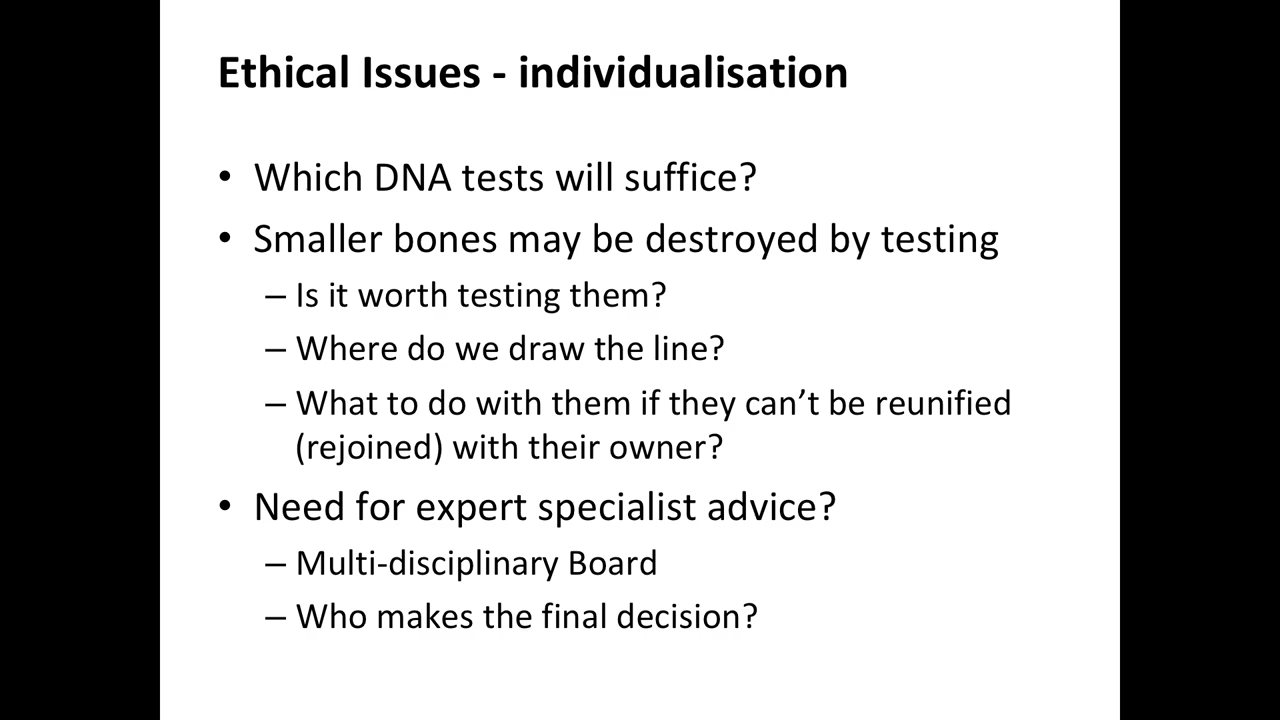 Ethical Issues - individualisation
• Which DNA tests will suffice?
• Smaller bones may be destroyed by testing
– Is it worth testing them?
– Where do we draw the line?
– What to do with them if they can’t be reunified
(rejoined) with their owner?
• Need for expert specialist advice?
– Multi-disciplinary Board
– Who makes the final decision?